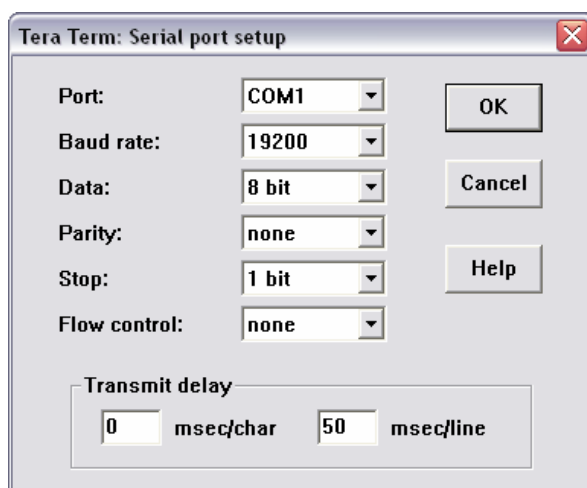 Tera Term: Serial port setup
Port: COM1 OK
Baud rate: 19200
Data: 8 bit Cancel
Parity: none
Stop: 1 bit Help
Flow control: none
Transmit delay
0 msec/char 50 msec/line